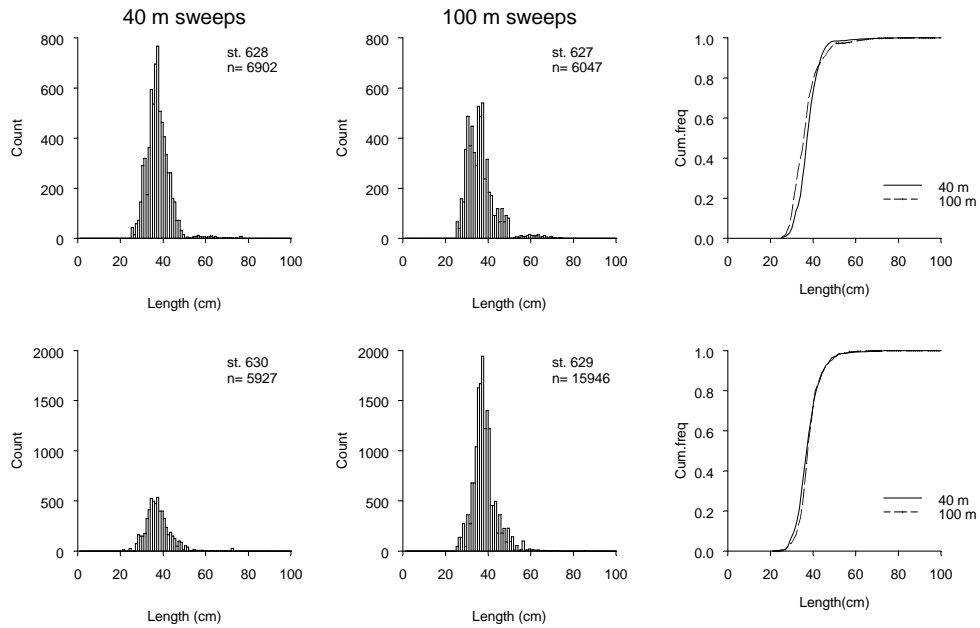 40 m sweeps
100 m sweeps
st. 628
n= 6902
Count
800
600
400
200
0
0 20 40 60 80 100
Length (cm)
st. 627
n= 6047
Count
800
600
400
200
0
0 20 40 60 80 100
Length (cm)
Cum.freq
1.0
0.8
0.6
0.4
0.2
0.0
40 m
100 m
0 20 40 60 80 100
Length(cm)
st. 630
n= 5927
Count
2000
1500
1000
500
0
0 20 40 60 80 100
Length (cm)
st. 629
n= 15946
Count
2000
1500
1000
500
0
0 20 40 60 80 100
Length (cm)
Cum.freq
1.0
0.8
0.6
0.4
0.2
0.0
40 m
100 m
0 20 40 60 80 100
Length(cm)